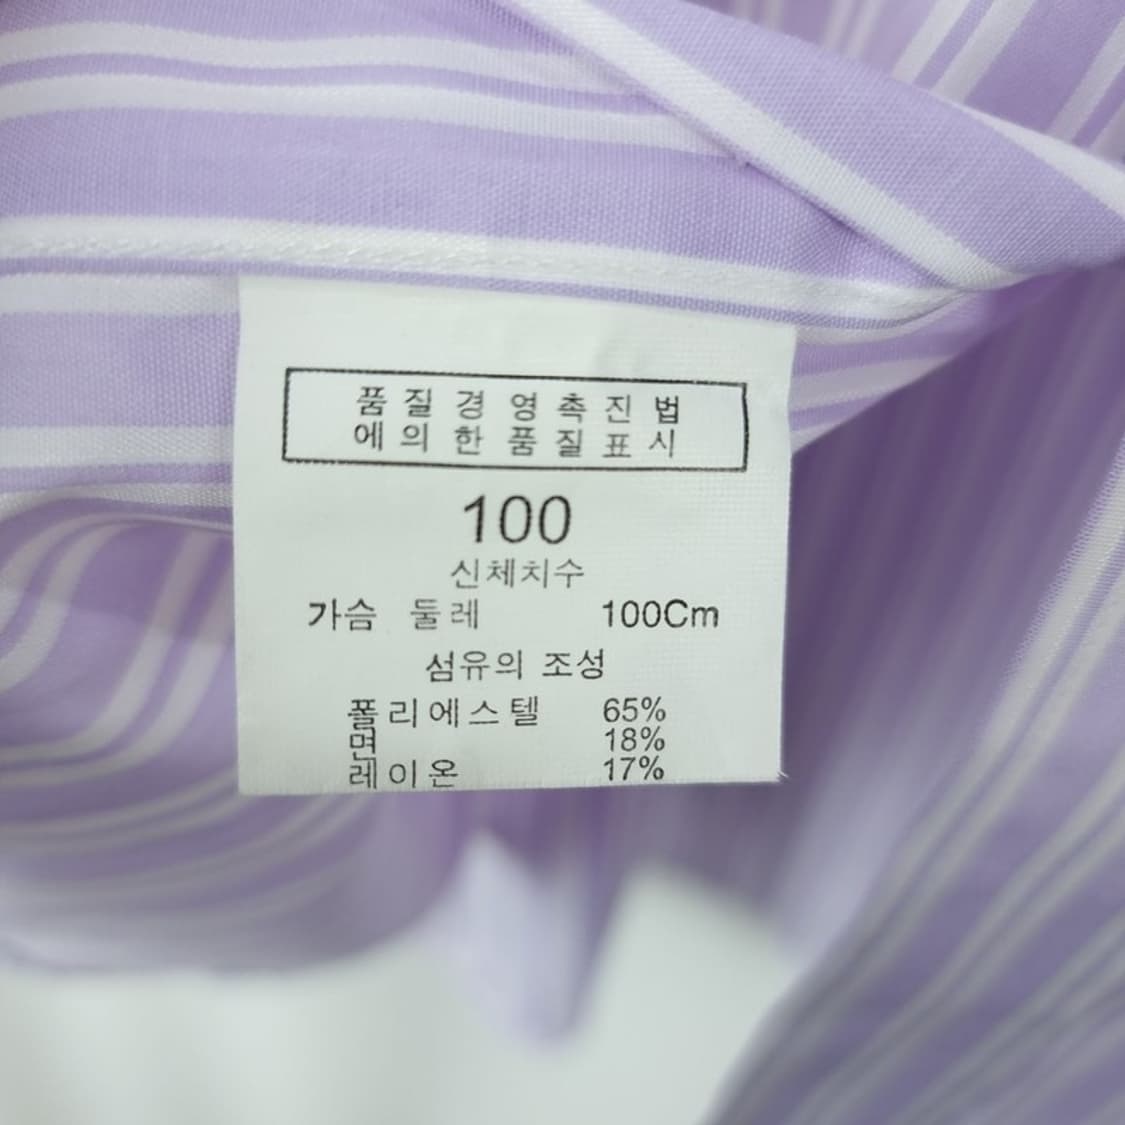 품질경영촉진법
에의한품질표시
100
신체치수
가슴 둘레 100Cm
섬유의 조성
폴리에스텔 65%
면 18%
레이온 17%